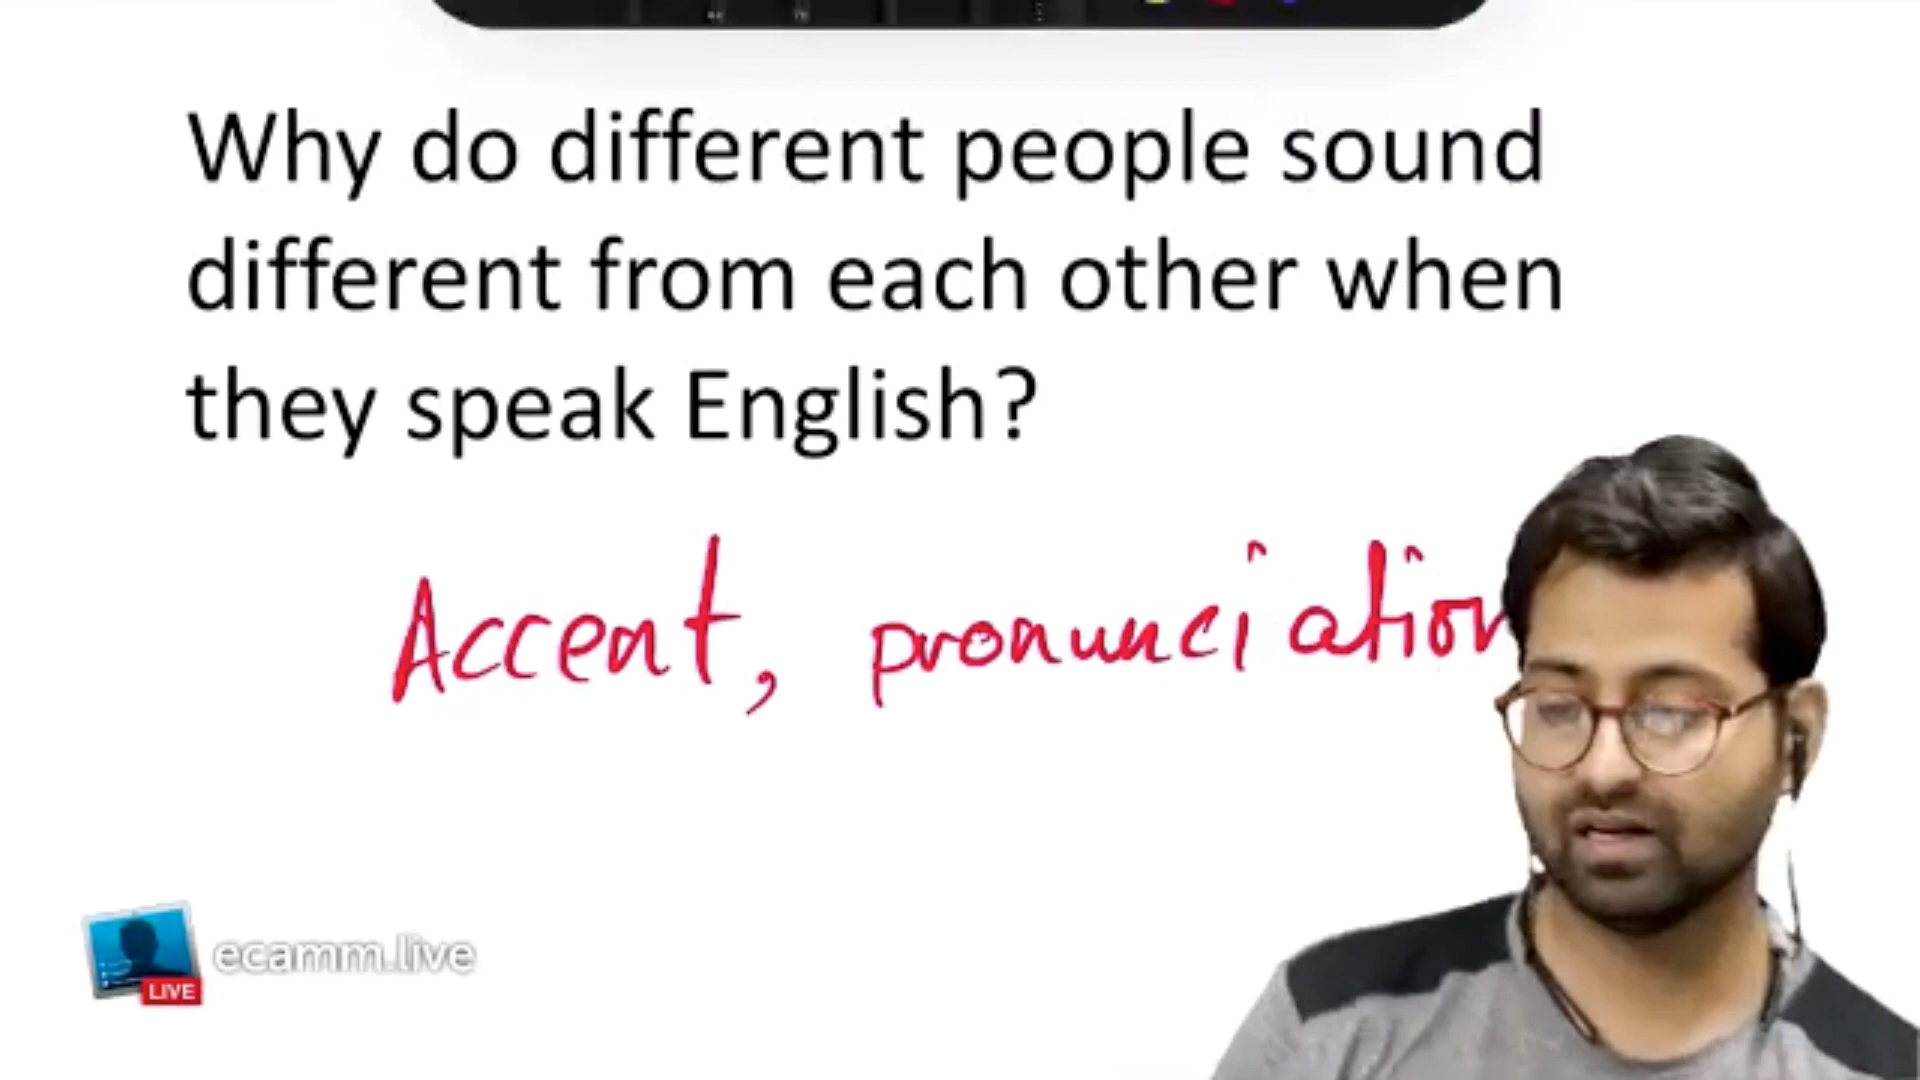 Why do different people sound
different from each other when
they speak English?
Accent, pronunciation
ecamm.live
LIVE